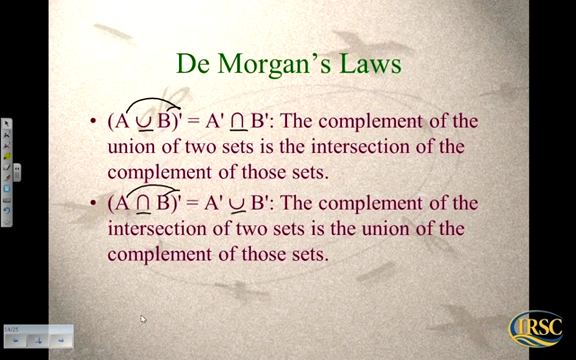 De Morgan's Laws
• (A ∪ B)' = A' ∩ B': The complement of the
union of two sets is the intersection of the
complement of those sets.
• (A ∩ B)' = A' ∪ B': The complement of the
intersection of two sets is the union of the
complement of those sets.
14/25
IRSC